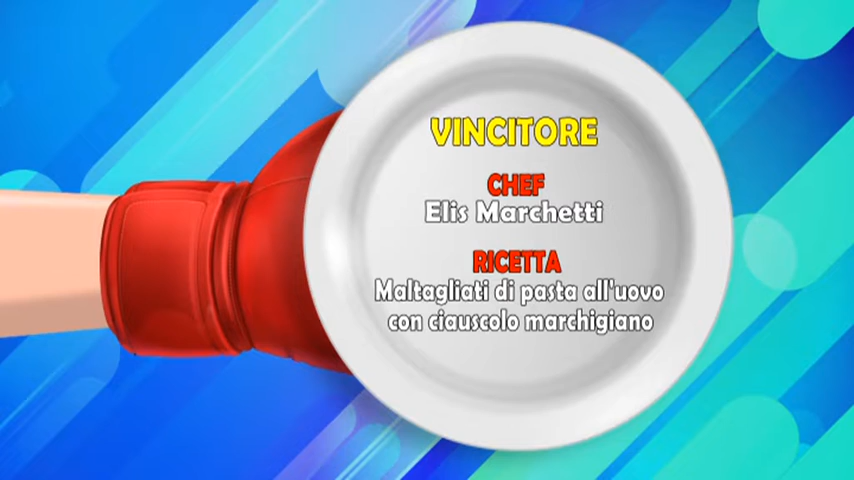 VINCITORE
CHEF
Elis Marchetti
RICETTA
Maltagliati di pasta all'uovo
con ciauscolo marchigiano